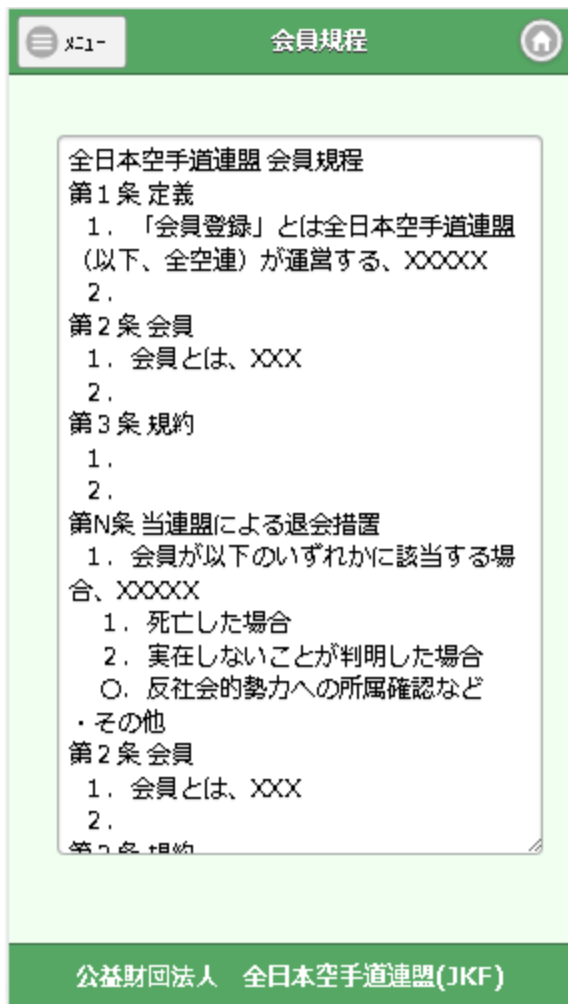 メニュー
会員規程
全日本空手道連盟 会員規程
第1条 定義
1. 「会員登録」とは全日本空手道連盟
(以下、全空連)が運営する、XXXXX
2.
第2条 会員
1. 会員とは、XXX
2.
第3条 規約
1.
2.
第N条 当連盟による退会措置
1. 会員が以下のいずれかに該当する場
合、XXXXX
1. 死亡した場合
2. 実在しないことが判明した場合
〇. 反社会的勢力への所属確認など
・その他
第2条 会員
1. 会員とは、XXX
2.
公益財団法人 全日本空手道連盟(JKF)